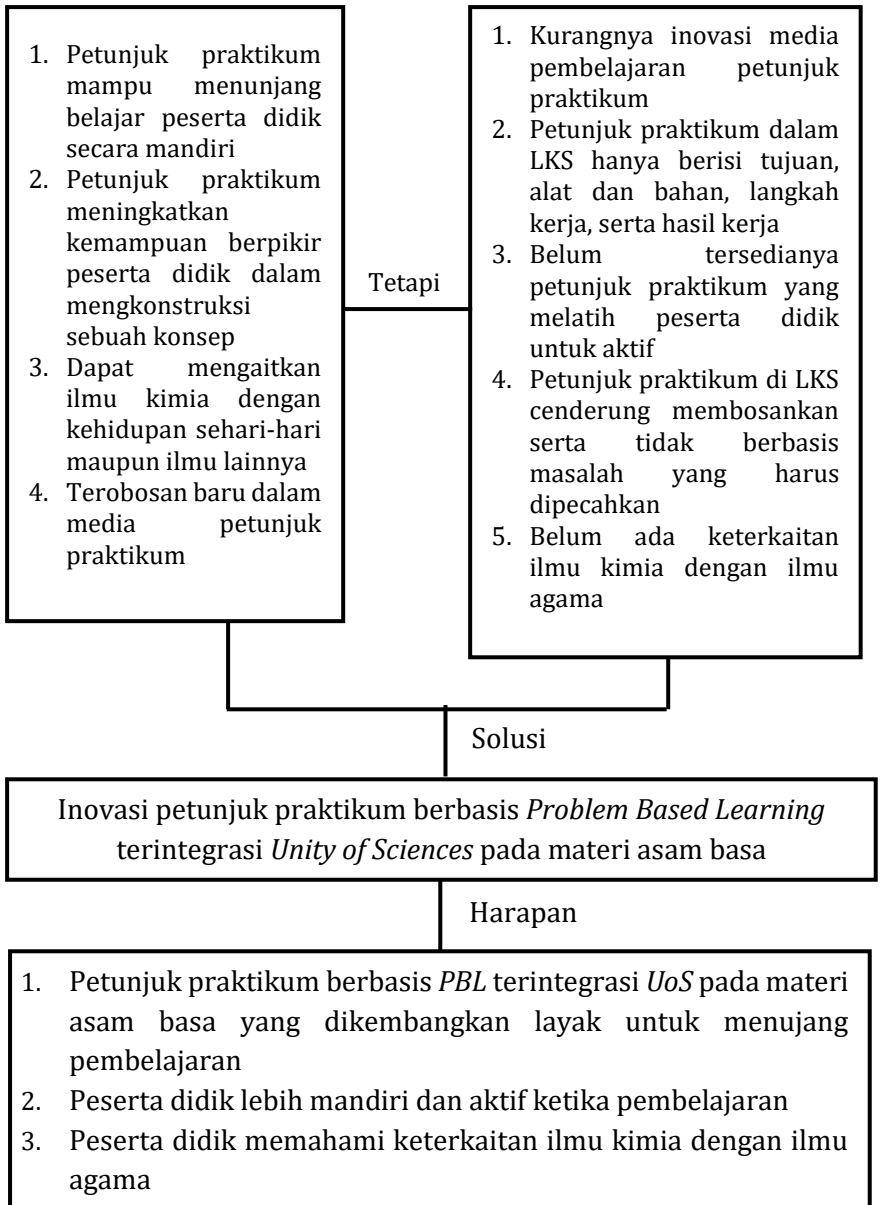 1. Petunjuk praktikum
mampu menunjang
belajar peserta didik
secara mandiri
2. Petunjuk praktikum
meningkatkan
kemampuan berpikir
peserta didik dalam
mengkonstruksi
sebuah konsep
3. Dapat mengaitkan
ilmu kimia dengan
kehidupan sehari-hari
maupun ilmu lainnya
4. Terobosan baru dalam
media petunjuk
praktikum
Tetapi
1. Kurangnya inovasi media
pembelajaran petunjuk
praktikum
2. Petunjuk praktikum dalam
LKS hanya berisi tujuan,
alat dan bahan, langkah
kerja, serta hasil kerja
3. Belum tersedianya
petunjuk praktikum yang
melatih peserta didik
untuk aktif
4. Petunjuk praktikum di LKS
cenderung membosankan
serta tidak berbasis
masalah yang harus
dipecahkan
5. Belum ada keterkaitan
ilmu kimia dengan ilmu
agama
Solusi
Inovasi petunjuk praktikum berbasis Problem Based Learning
terintegrasi Unity of Sciences pada materi asam basa
Harapan
1. Petunjuk praktikum berbasis PBL terintegrasi UoS pada materi
asam basa yang dikembangkan layak untuk menujang
pembelajaran
2. Peserta didik lebih mandiri dan aktif ketika pembelajaran
3. Peserta didik memahami keterkaitan ilmu kimia dengan ilmu
agama